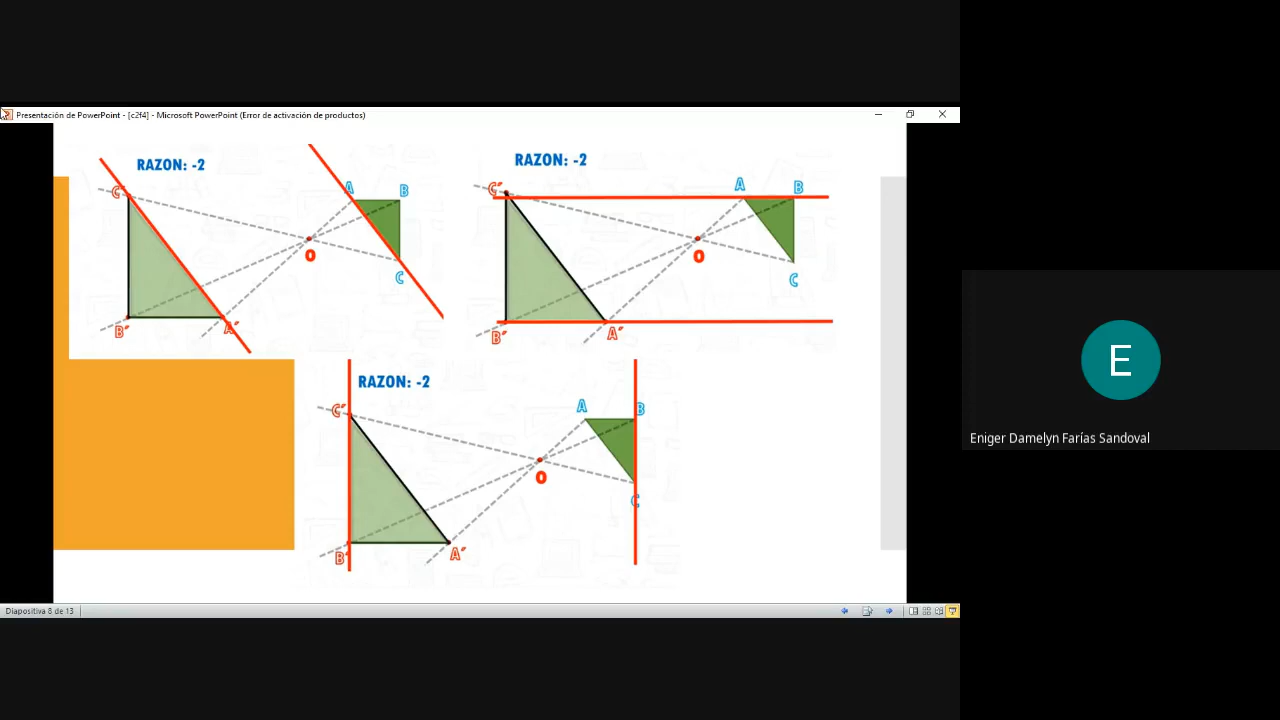 Presentación de PowerPoint - [c2f4] - Microsoft PowerPoint (Error de activación de productos)
RAZON: -2
C´
A
B
O
C
B´
A´
RAZON: -2
C´
A
B
O
C
B´
A´
RAZON: -2
C´
A
B
O
C
B´
A´
E
Eniger Damelyn Farías Sandoval
Diapositiva 8 de 13